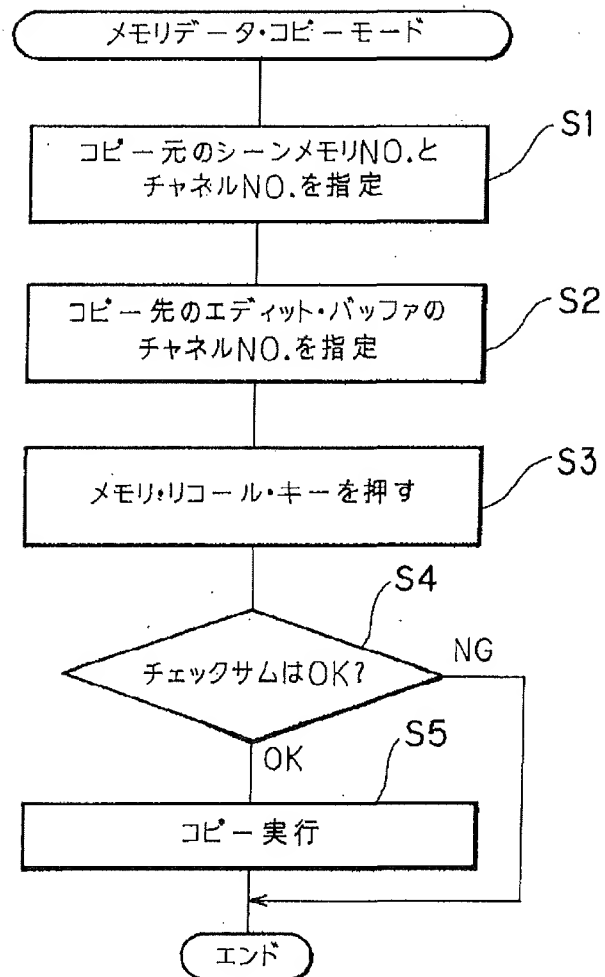 メモリデータ・コピーモード
S1
コピー元のシーンメモリNO.と
チャネルNO.を指定
S2
コピー先のエディット・バッファの
チャネルNO.を指定
S3
メモリ・リコール・キーを押す
S4
チェックサムはOK?
NG
OK
S5
コピー実行
エンド